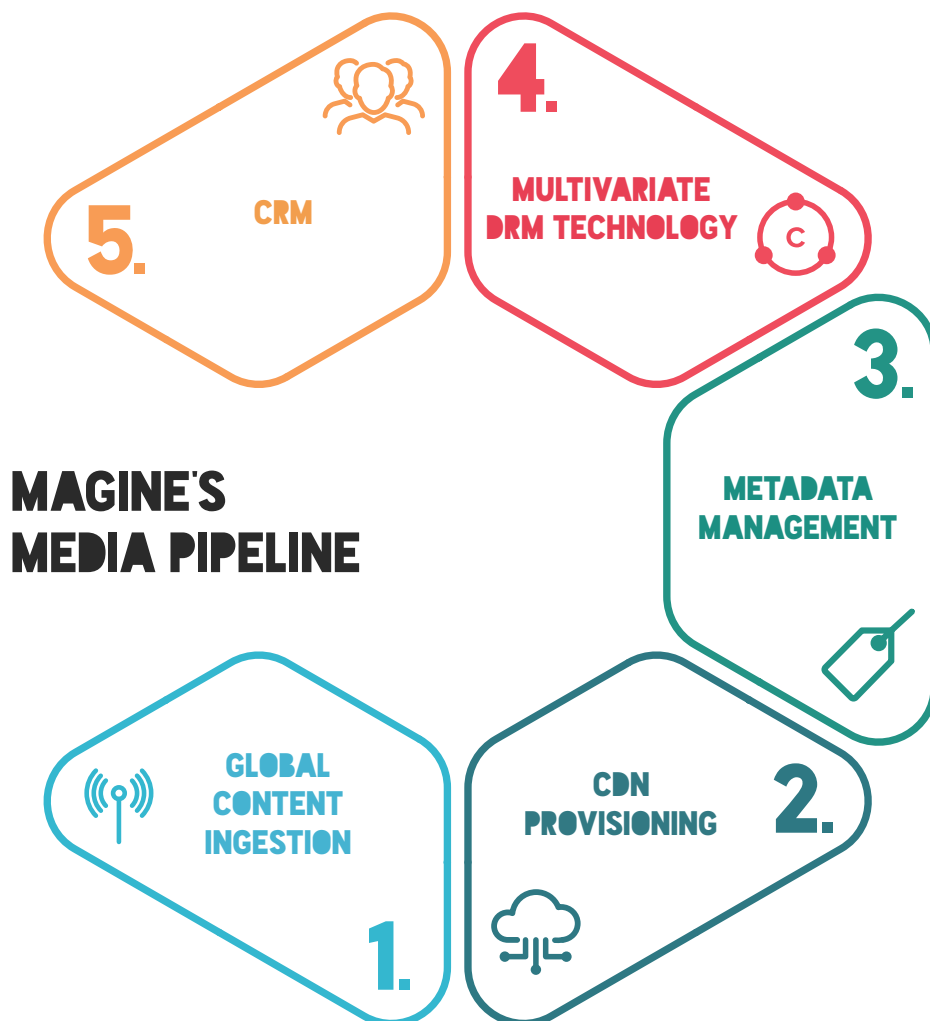 4.
MULTIVARIATE
DRM TECHNOLOGY
C
5.
CRM
3.
METADATA
MANAGEMENT
MAGINE'S
MEDIA PIPELINE
GLOBAL
CONTENT
INGESTION
1.
CDN
PROVISIONING
2.